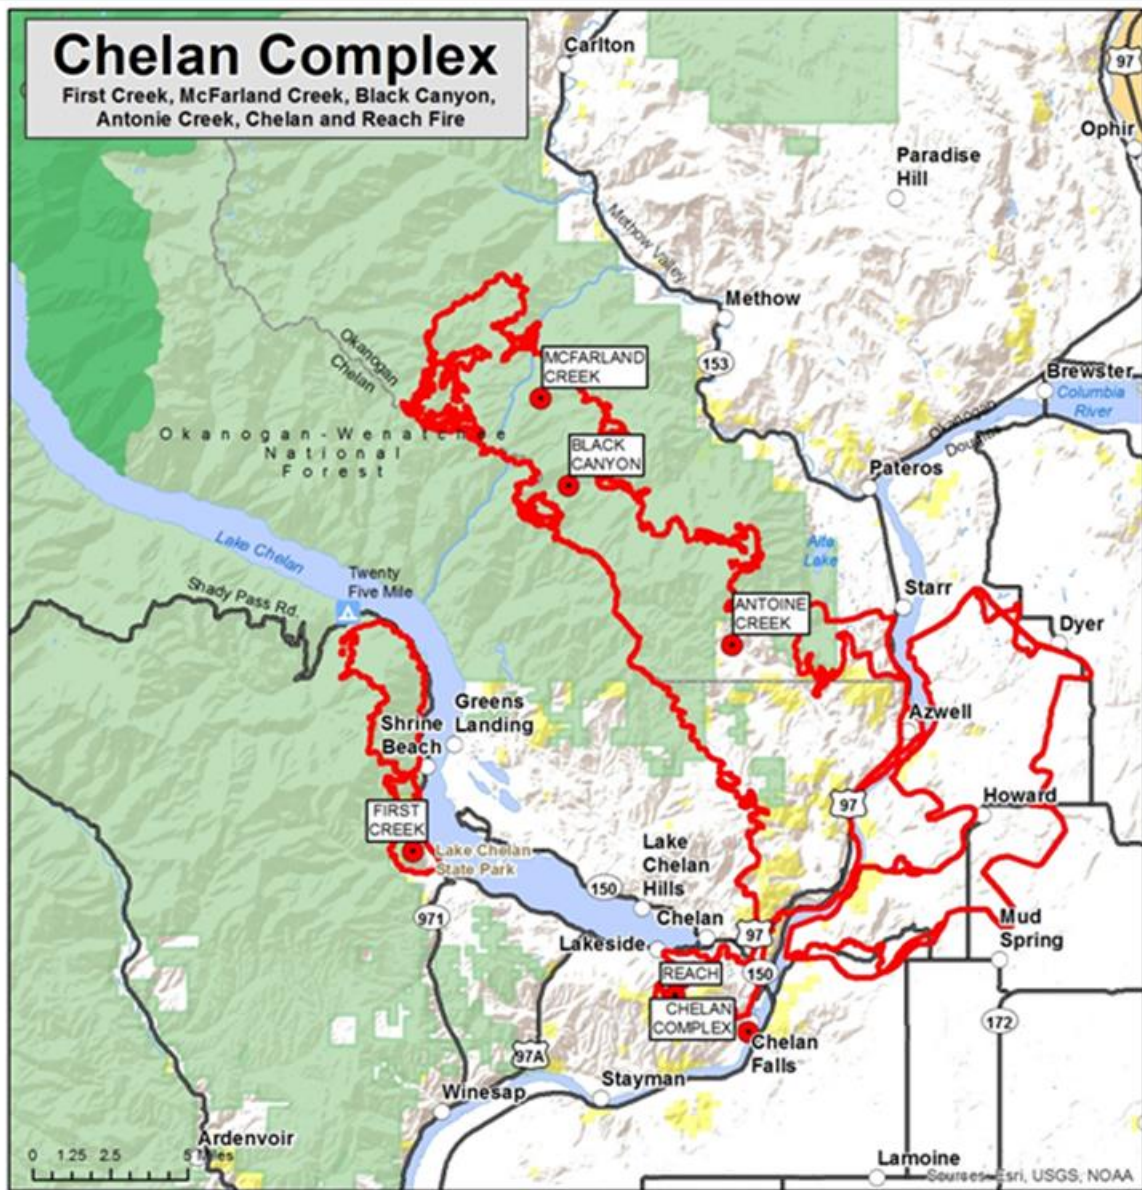 Chelan Complex
First Creek, McFarland Creek, Black Canyon,
Antonie Creek, Chelan and Reach Fire
Carlton
97
Ophir
Paradise
Hill
Methow Valley
Methow
153
Okanogan
Chelan
MCFARLAND
CREEK
Brewster
Columbia
River
Okanogan
Douglas
Okanogan-Wenatchee
National
Forest
BLACK
CANYON
Pateros
Lake Chelan
Alta
Lake
Twenty
Five Mile
Shady Pass Rd.
Starr
ANTOINE
CREEK
Dyer
Greens
Landing
Shrine
Beach
Azwell
97
Howard
FIRST
CREEK
Lake Chelan
State Park
Lake
Chelan
Hills
150
971
Chelan
97
Lakeside
Mud
Spring
REACH
150
CHELAN
COMPLEX
172
Chelan
Falls
97A
Stayman
Winesap
Ardenvoir
0 1.25 2.5 5 Miles
Lamoine
Sources: Esri, USGS, NOAA